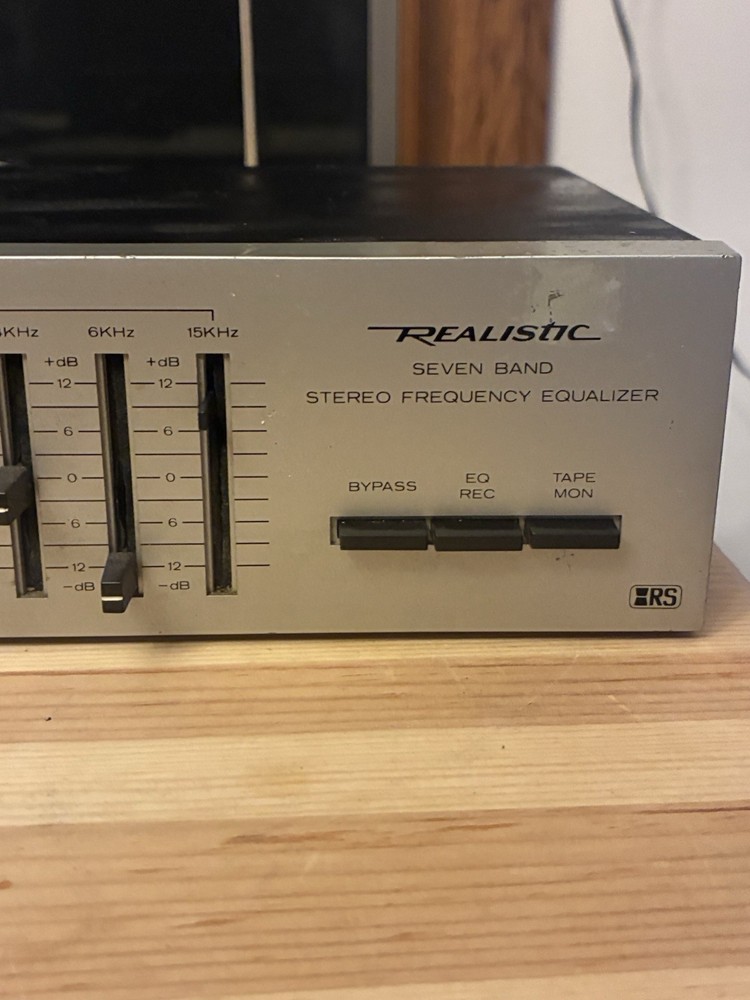 KHz 6KHz 15KHz
REALISTIC
SEVEN BAND
STEREO FREQUENCY EQUALIZER
+dB +dB
12 12
6 6
0 0
6 6
12 12
-dB -dB
BYPASS
EQ
REC
TAPE
MON
RS